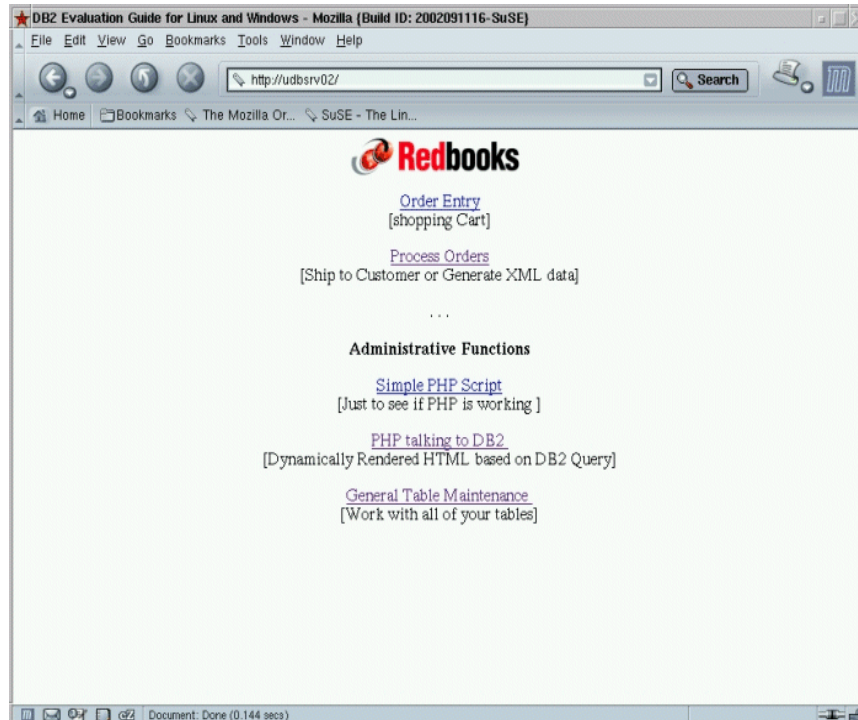 DB2 Evaluation Guide for Linux and Windows - Mozilla {Build ID: 2002091116-SuSE}
File Edit View Go Bookmarks Tools Window Help
http://udbsrv02/ Search
Home Bookmarks The Mozilla Or... SuSE - The Lin...
Redbooks
Order Entry
[shopping Cart]
Process Orders
[Ship to Customer or Generate XML data]
. . .
Administrative Functions
Simple PHP Script
[Just to see if PHP is working ]
PHP talking to DB2
[Dynamically Rendered HTML based on DB2 Query]
General Table Maintenance
[Work with all of your tables]
Document: Done (0.144 secs)